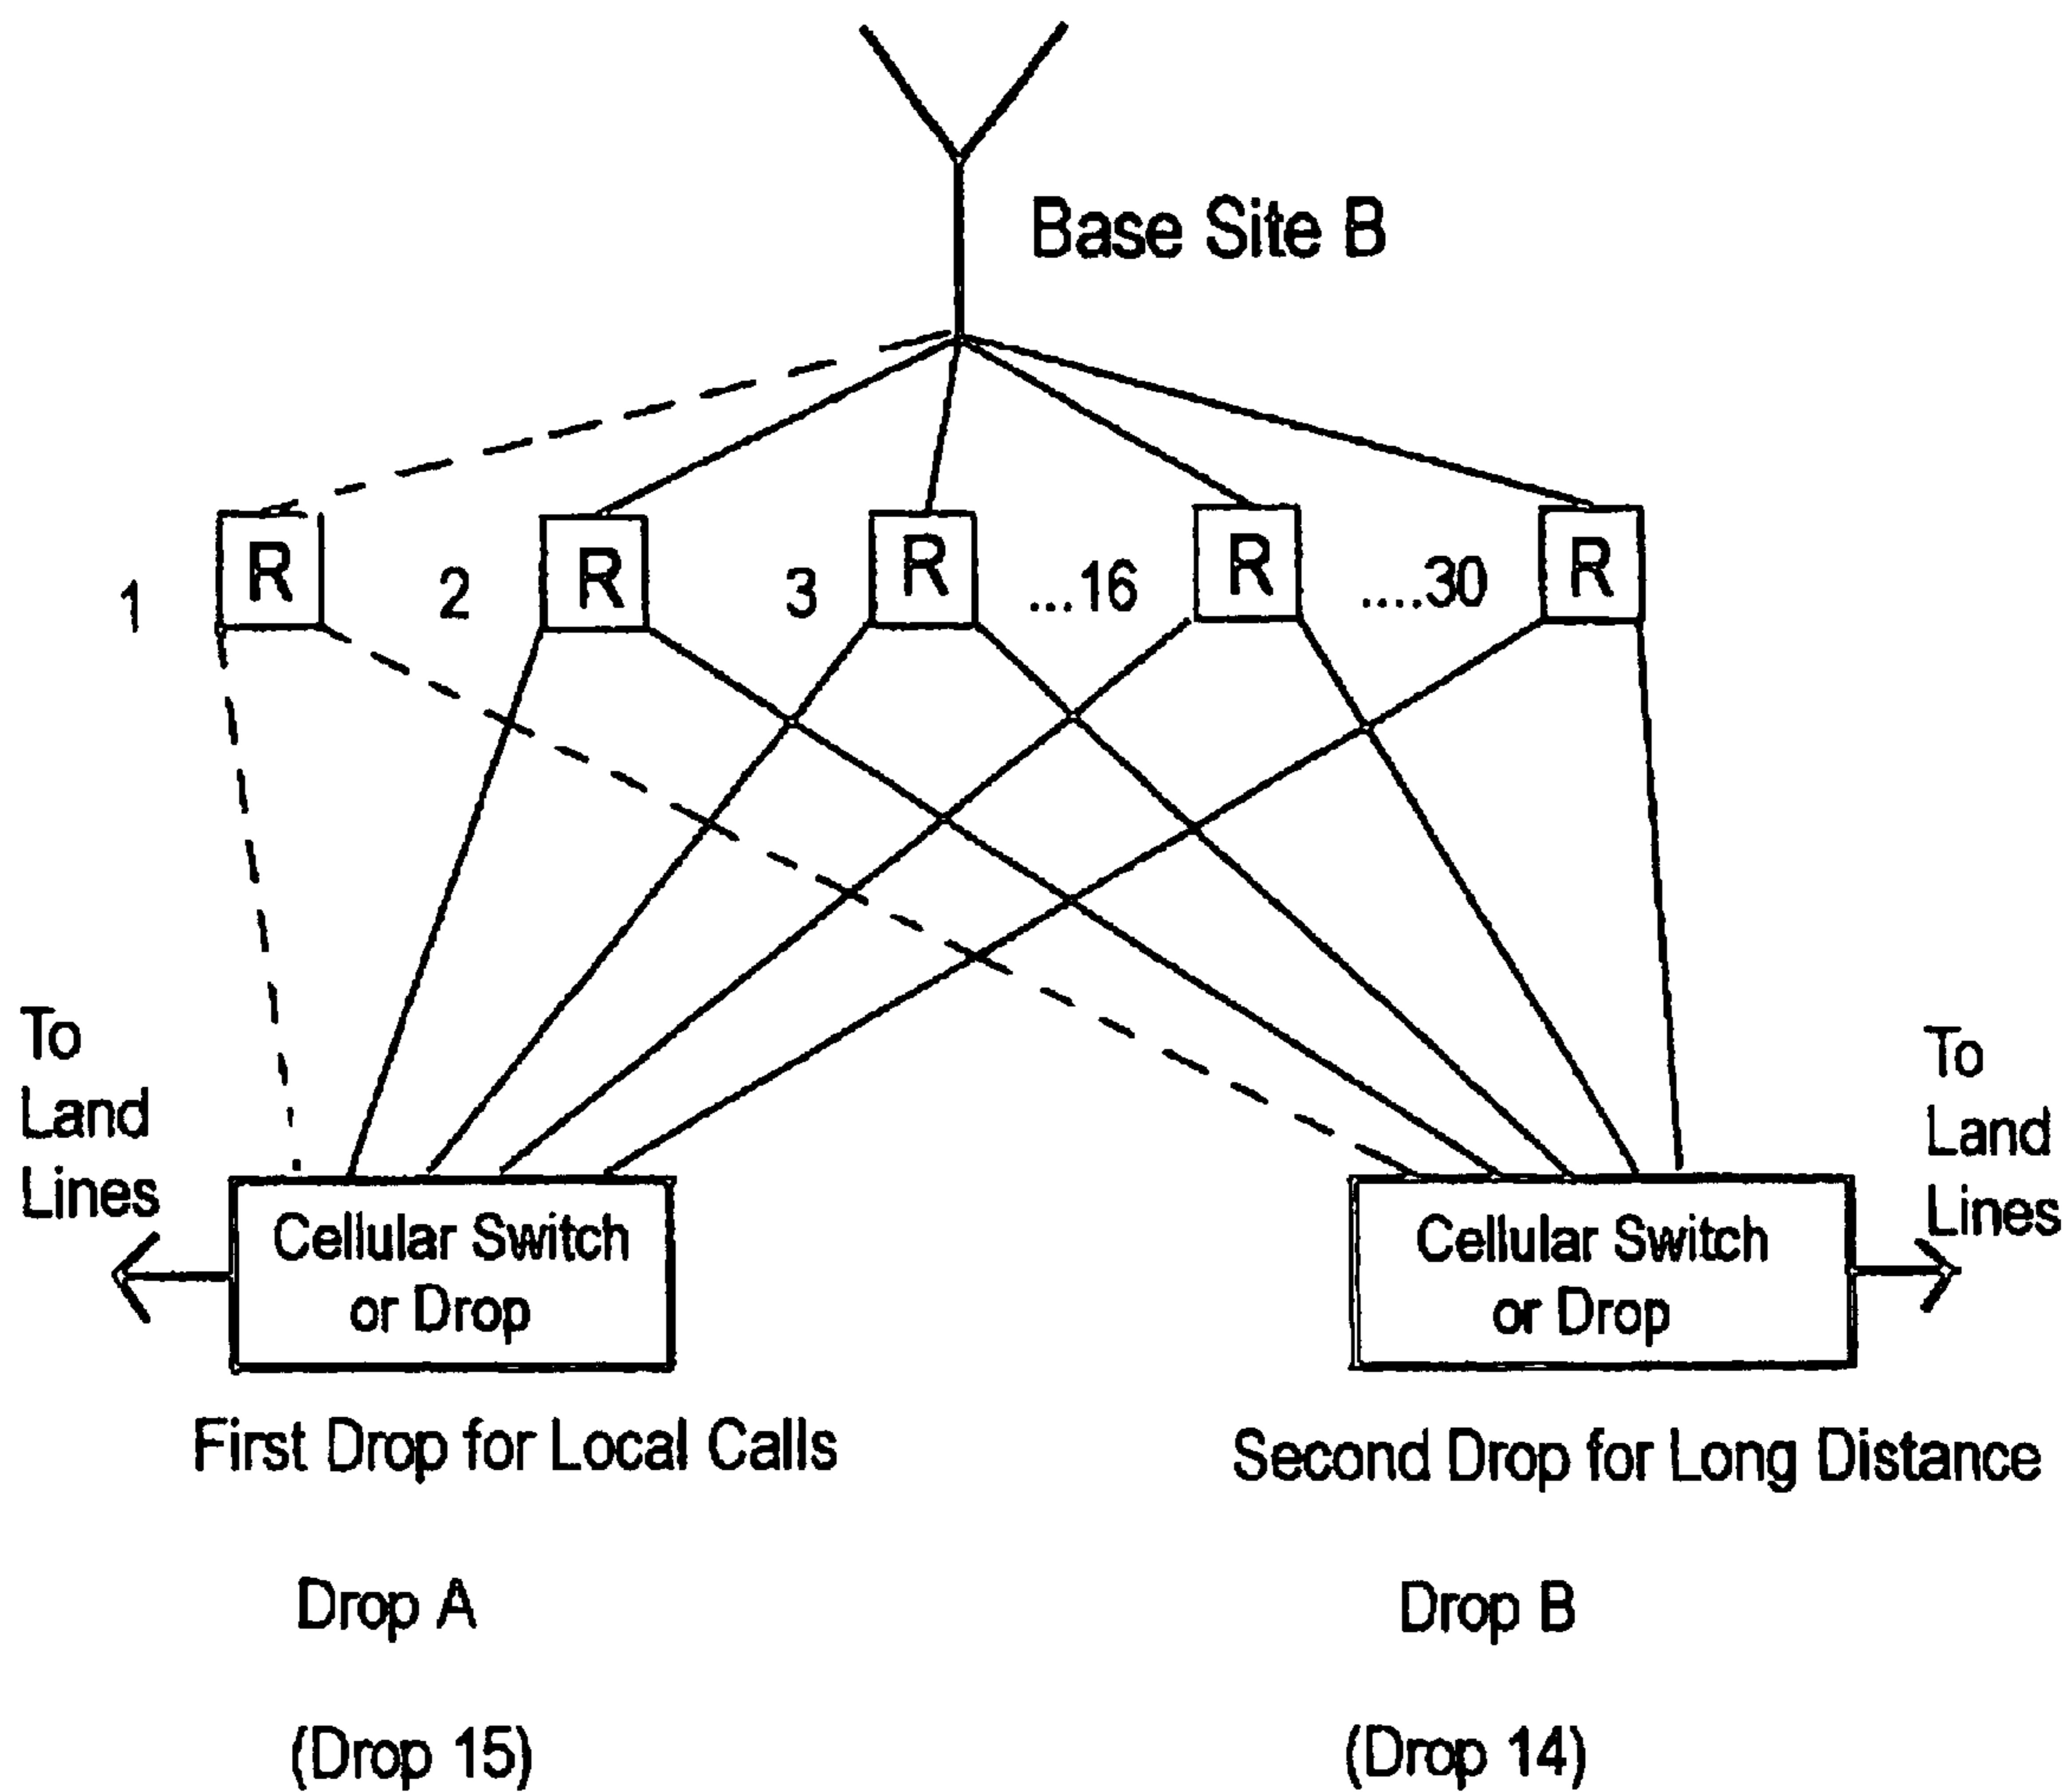 Base Site B
1 R 2 R 3 R ...16 R ....30 R
To
Land
Lines
To
Land
Lines
Cellular Switch
or Drop
Cellular Switch
or Drop
First Drop for Local Calls
Second Drop for Long Distance
Drop A
Drop B
(Drop 15)
(Drop 14)